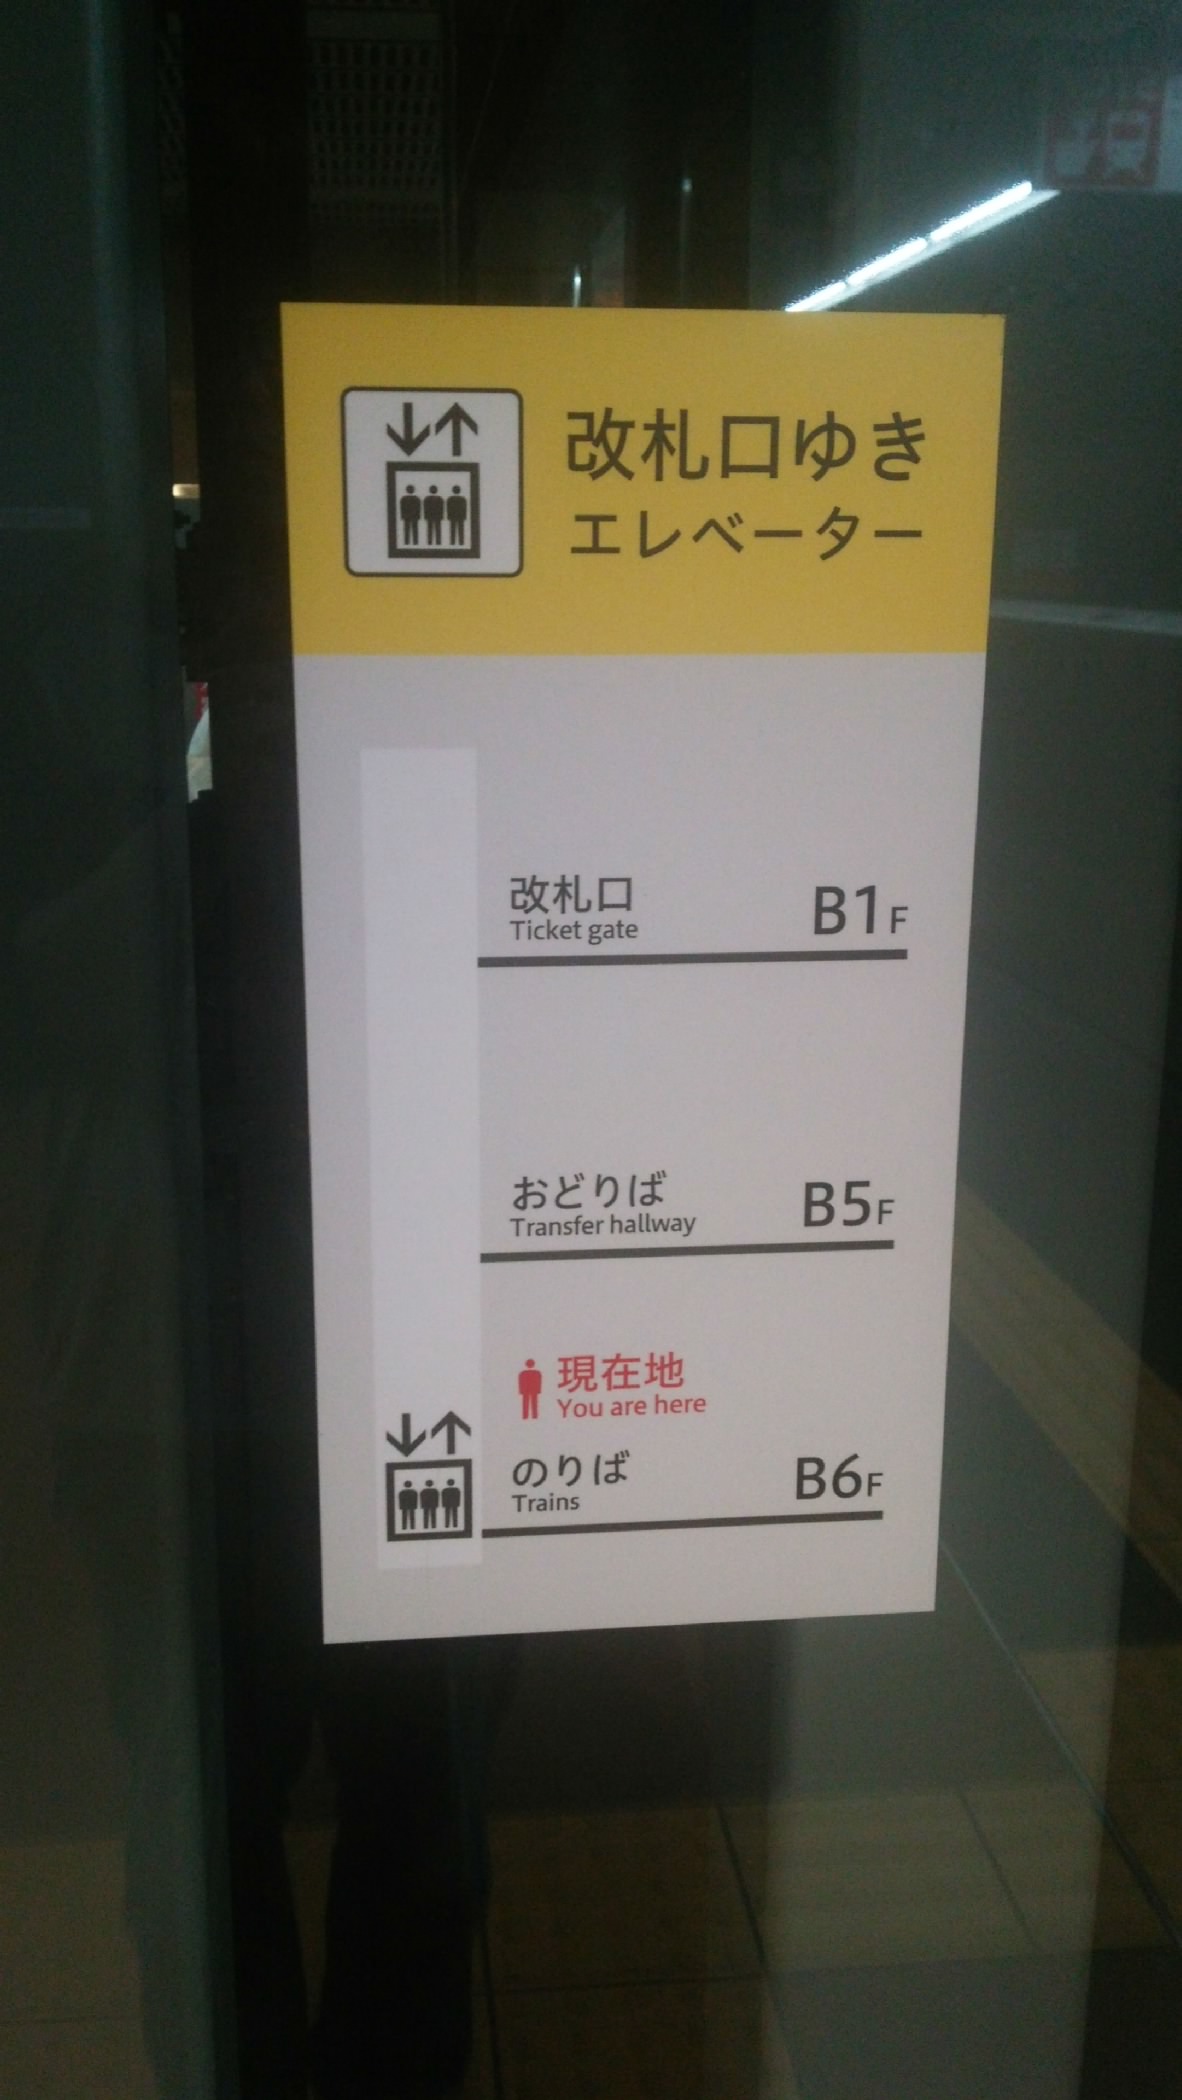 改札口ゆき
エレベーター
改札口
Ticket gate
B1F
おどりば
Transfer hallway
B5F
現在地
You are here
のりば
Trains
B6F